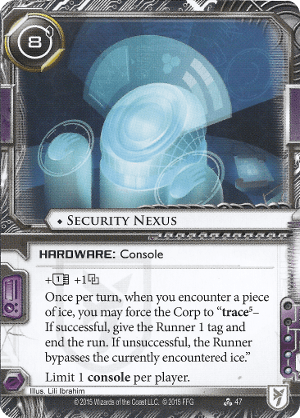 8
♦ Security Nexus
HARDWARE: Console
+1 +1
Once per turn, when you encounter a piece
of ice, you may force the Corp to “trace5–
If successful, give the Runner 1 tag and
end the run. If unsuccessful, the Runner
bypasses the currently encountered ice.”
Limit 1 console per player.
Illus. Lili Ibrahim
©2015 Wizards of the Coast LLC. © 2015 FFG 47